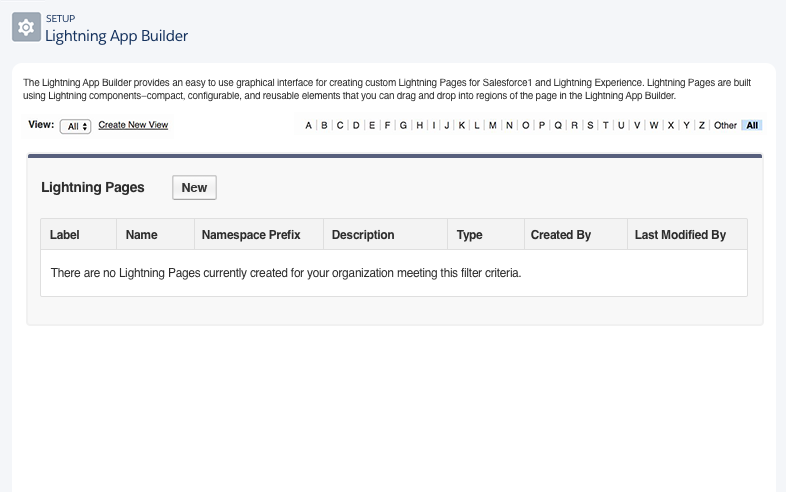 SETUP
Lightning App Builder
The Lightning App Builder provides an easy to use graphical interface for creating custom Lightning Pages for Salesforce1 and Lightning Experience. Lightning Pages are built
using Lightning components–compact, configurable, and reusable elements that you can drag and drop into regions of the page in the Lightning App Builder.
View: All Create New View A | B | C | D | E | F | G | H | I | J | K | L | M | N | O | P | Q | R | S | T | U | V | W | X | Y | Z | Other All
Lightning Pages New
Label Name Namespace Prefix Description Type Created By Last Modified By
There are no Lightning Pages currently created for your organization meeting this filter criteria.